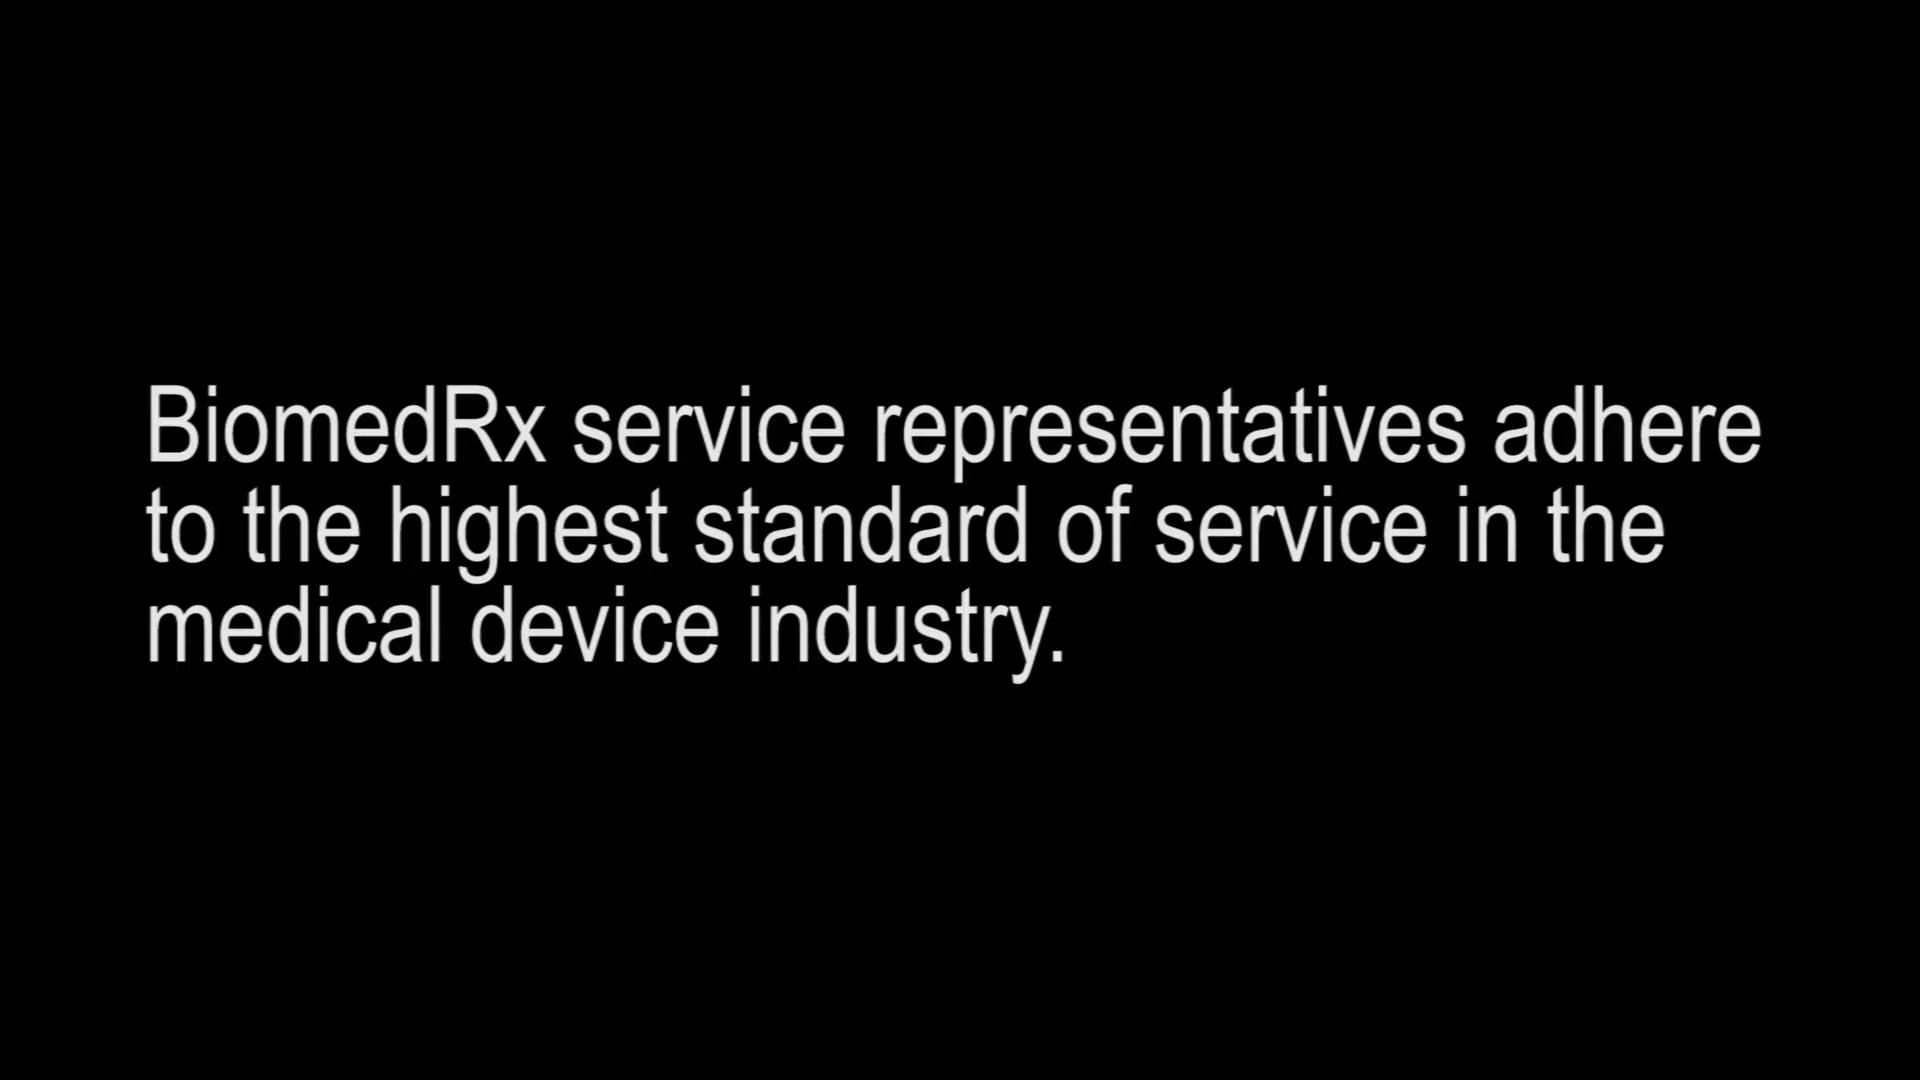 BiomedRx service representatives adhere
to the highest standard of service in the
medical device industry.